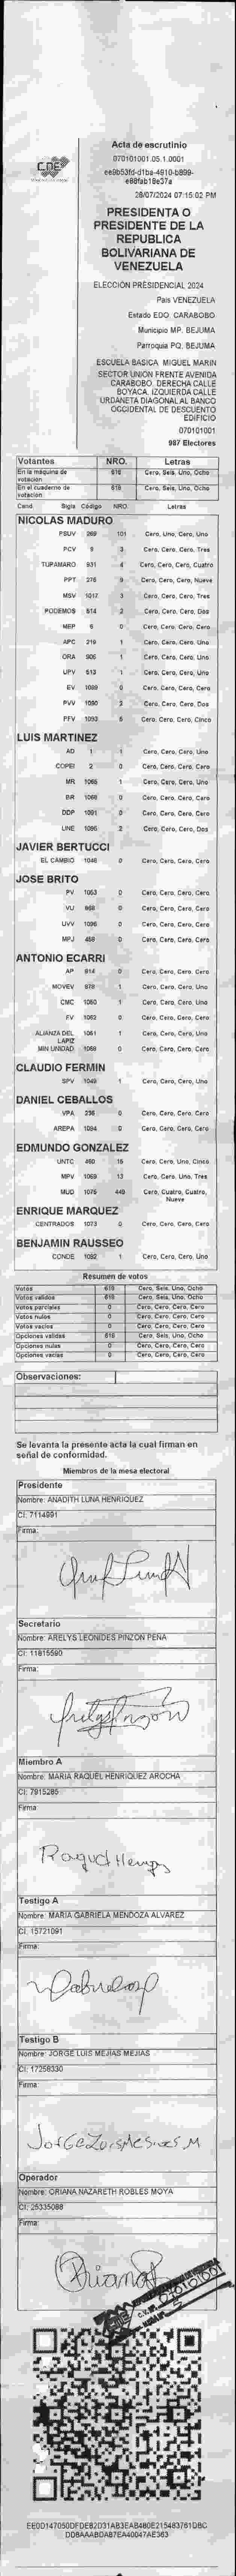 CNE
Acta de escrutinio
070101001.05.1.0001
ee9b53fd-d1ba-4910-b899-
e88fab18e37a
28/07/2024 07:15:02 PM
PRESIDENTA O
PRESIDENTE DE LA
REPUBLICA
BOLIVARIANA DE
VENEZUELA
ELECCIÓN PRESIDENCIAL 2024
País VENEZUELA
Estado EDO. CARABOBO
Municipio MP. BEJUMA
Parroquia PQ. BEJUMA
ESCUELA BASICA MIGUEL MARIN
SECTOR UNION FRENTE AVENIDA
CARABOBO. DERECHA CALLE
BOYACA. IZQUIERDA CALLE
URDANETA DIAGONAL AL BANCO
OCCIDENTAL DE DESCUENTO
EDIFICIO
070101001
987 Electores
Votantes NRO. Letras
En la máquina de votación 618 Cero, Seis, Uno, Ocho
En el cuaderno de votación 618 Cero, Seis, Uno, Ocho
Cand Sigla Código NRO. Letras
NICOLAS MADURO
PSUV 269 101 Cero, Uno, Cero, Uno
PCV 9 3 Cero, Cero, Cero, Tres
TUPAMARO 931 4 Cero, Cero, Cero, Cuatro
PPT 275 9 Cero, Cero, Cero, Nueve
MSV 1017 3 Cero, Cero, Cero, Tres
PODEMOS 514 2 Cero, Cero, Cero, Dos
MEP 6 0 Cero, Cero, Cero, Cero
APC 219 1 Cero, Cero, Cero, Uno
ORA 906 1 Cero, Cero, Cero, Uno
UPV 513 1 Cero, Cero, Cero, Uno
EV 1089 0 Cero, Cero, Cero, Cero
PVV 1090 2 Cero, Cero, Cero, Dos
PFV 1093 5 Cero, Cero, Cero, Cinco
LUIS MARTINEZ
AD 1 1 Cero, Cero, Cero, Uno
COPEI 2 0 Cero, Cero, Cero, Cero
MR 1065 1 Cero, Cero, Cero, Uno
BR 1066 0 Cero, Cero, Cero, Cero
DDP 1091 0 Cero, Cero, Cero, Cero
UNE 1095 2 Cero, Cero, Cero, Dos
JAVIER BERTUCCI
EL CAMBIO 1046 0 Cero, Cero, Cero, Cero
JOSE BRITO
PV 1053 0 Cero, Cero, Cero, Cero
VU 968 0 Cero, Cero, Cero, Cero
UVV 1096 0 Cero, Cero, Cero, Cero
MPJ 459 0 Cero, Cero, Cero, Cero
ANTONIO ECARRI
AP 914 0 Cero, Cero, Cero, Cero
MOVEV 978 1 Cero, Cero, Cero, Uno
CMC 1050 1 Cero, Cero, Cero, Uno
FV 1052 0 Cero, Cero, Cero, Cero
ALIANZA DEL LAPIZ 1061 1 Cero, Cero, Cero, Uno
MIN UNIDAD 1088 0 Cero, Cero, Cero, Cero
CLAUDIO FERMIN
SPV 1049 1 Cero, Cero, Cero, Uno
DANIEL CEBALLOS
VPA 236 0 Cero, Cero, Cero, Cero
AREPA 1094 0 Cero, Cero, Cero, Cero
EDMUNDO GONZALEZ
UNTC 460 15 Cero, Cero, Uno, Cinco
MPV 1069 13 Cero, Cero, Uno, Tres
MUD 1075 449 Cero, Cuatro, Cuatro, Nueve
ENRIQUE MARQUEZ
CENTRADOS 1073 0 Cero, Cero, Cero, Cero
BENJAMIN RAUSSEO
CONDE 1082 1 Cero, Cero, Cero, Uno
Resumen de votos
Votos 618 Cero, Seis, Uno, Ocho
Votos validos 618 Cero, Seis, Uno, Ocho
Votos parciales 0 Cero, Cero, Cero, Cero
Votos nulos 0 Cero, Cero, Cero, Cero
Votos vacios 0 Cero, Cero, Cero, Cero
Opciones validas 618 Cero, Seis, Uno, Ocho
Opciones nulas 0 Cero, Cero, Cero, Cero
Opciones vacias 0 Cero, Cero, Cero, Cero
Observaciones:
Se levanta la presente acta la cual firman en
señal de conformidad.
Miembros de la mesa electoral
Presidente
Nombre: ANADITH LUNA HENRIQUEZ
CI: 7114991
Firma:
Secretario
Nombre: ARELYS LEONIDES PINZON PEÑA
CI: 11815590
Firma:
Miembro A
Nombre: MARIA RAQUEL HENRIQUEZ AROCHA
CI: 7915285
Firma
Testigo A
Nombre: MARIA GABRIELA MENDOZA ALVAREZ
CI: 15721091
Firma:
Testigo B
Nombre: JORGE LUIS MEJIAS MEJIAS
CI: 17258330
Firma
Jorge Luis Mesias M
Operador
Nombre: ORIANA NAZARETH ROBLES MOYA
CI: 25335088
Firma:
Oriana
CNE
EE0D147050DFDE82D31AB3EAB480E215483781DBC
DD8AAABDA87EA40047AE363